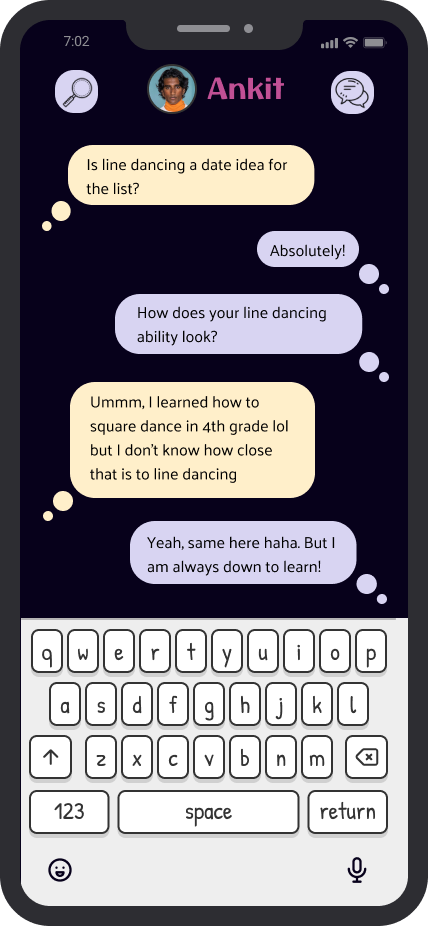 7:02
Ankit
Is line dancing a date idea for
the list?
Absolutely!
How does your line dancing
ability look?
Ummm, I learned how to
square dance in 4th grade lol
but I don't know how close
that is to line dancing
Yeah, same here haha. But I
am always down to learn!
q w e r t y u i o p
a s d f g h j k l
z x c v b n m
123 space return